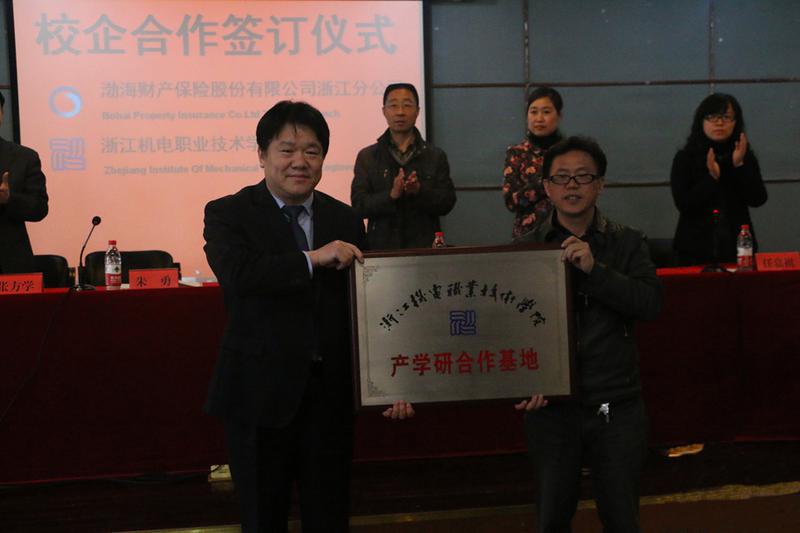 校企合作签订仪式
渤海财产保险股份有限公司浙江分公
Bohai Property Insurance Co.Ltd
浙江机电职业技术学
Zhejiang Institute Of Mechanical
浙江机电职业技术学院
产学研合作基地
张方学
朱勇